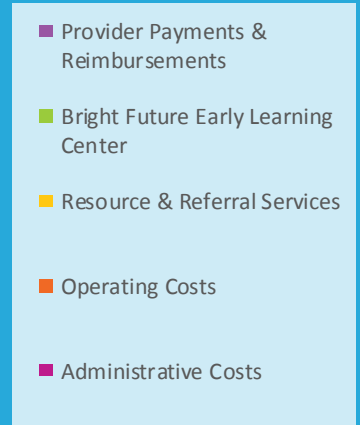 Provider Payments &
Reimbursements
Bright Future Early Learning
Center
Resource & Referral Services
Operating Costs
Administrative Costs